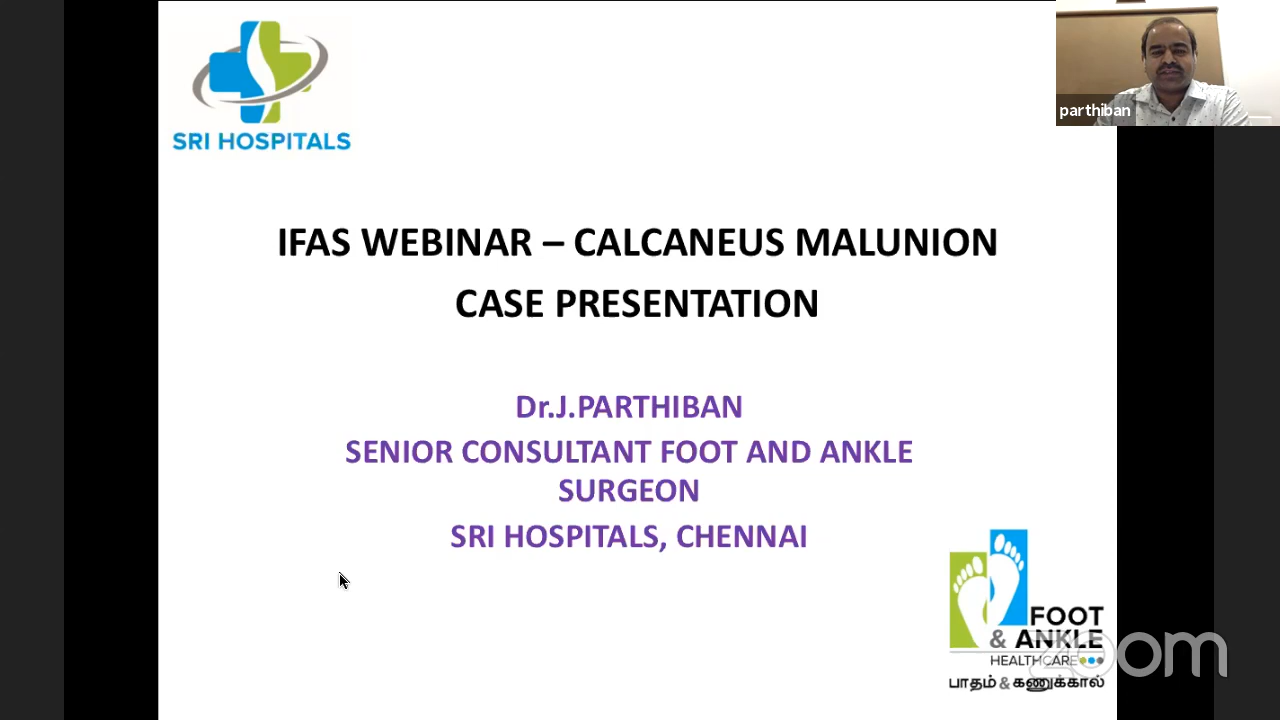 SRI HOSPITALS
parthiban
IFAS WEBINAR – CALCANEUS MALUNION
CASE PRESENTATION
Dr.J.PARTHIBAN
SENIOR CONSULTANT FOOT AND ANKLE
SURGEON
SRI HOSPITALS, CHENNAI
FOOT
& ANKLE
HEALTHCARE
பாதம் & கணுக்கால்
zoom